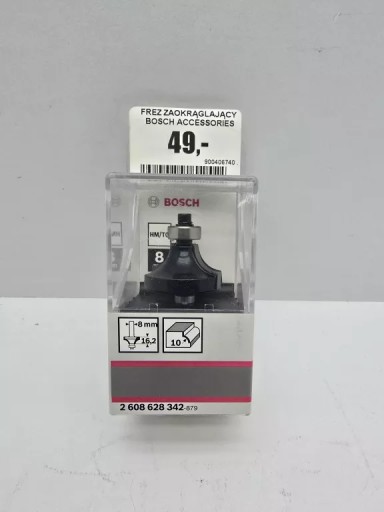 FREZ ZAOKRĄGLAJĄCY
BOSCH ACCESSORIES
49,-
900406740
BOSCH
HM/TC
8
8 mm
16,2
10
2 608 628 342-879